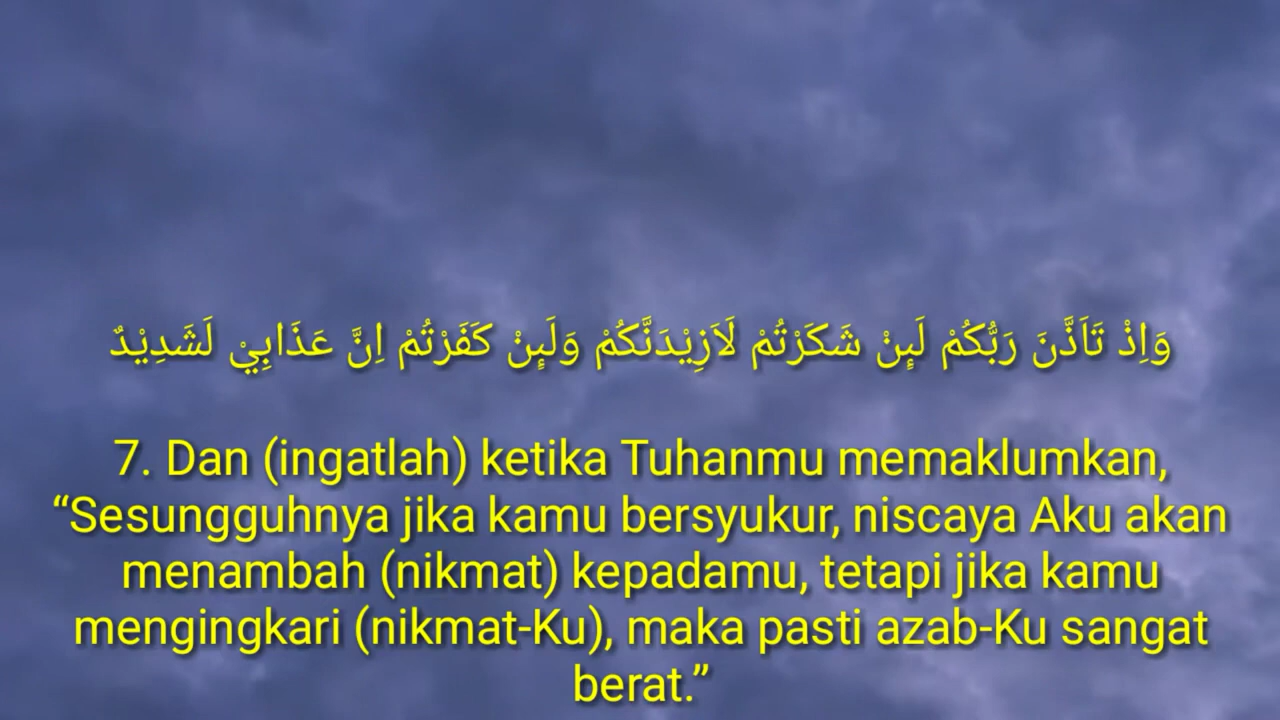 وَاِذْ تَاَذَّنَ رَبُّكُمْ لَىِٕنْ شَكَرْتُمْ لَاَزِيْدَنَّكُمْ وَلَىِٕنْ كَفَرْتُمْ اِنَّ عَذَابِيْ لَشَدِيْدٌ
7. Dan (ingatlah) ketika Tuhanmu memaklumkan,
“Sesungguhnya jika kamu bersyukur, niscaya Aku akan
menambah (nikmat) kepadamu, tetapi jika kamu
mengingkari (nikmat-Ku), maka pasti azab-Ku sangat
berat.”